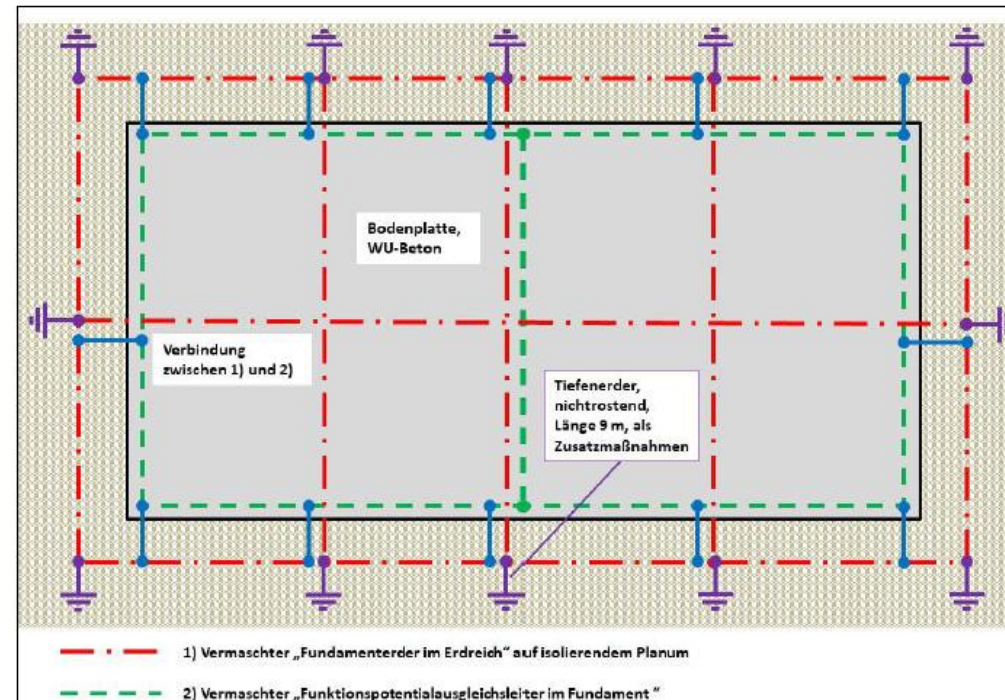 Bodenplatte,
WU-Beton
Verbindung
zwischen 1) und 2)
Tiefenerder,
nichtrostend,
Länge 9 m, als
Zusatzmaßnahmen
1) Vermaschter „Fundamenterder im Erdreich“ auf isolierendem Planum
2) Vermaschter „Funktionspotentialausgleichsleiter im Fundament “